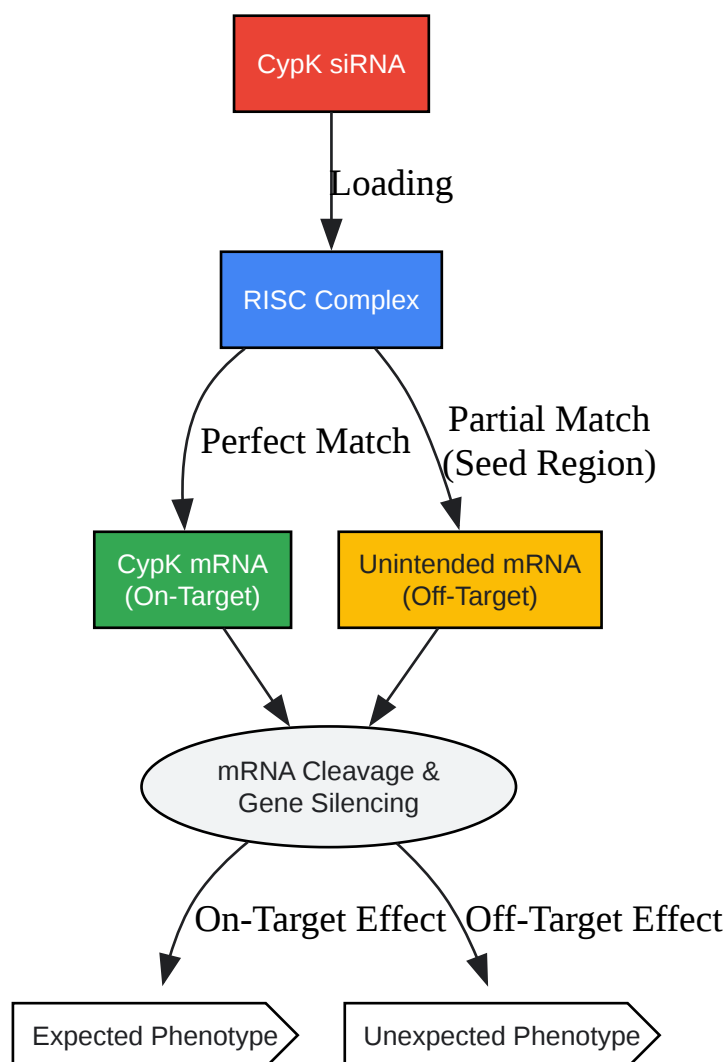 CypK siRNA
Loading
RISC Complex
Perfect Match
Partial Match
(Seed Region)
CypK mRNA
(On-Target)
Unintended mRNA
(Off-Target)
mRNA Cleavage &
Gene Silencing
On-Target Effect
Off-Target Effect
Expected Phenotype
Unexpected Phenotype